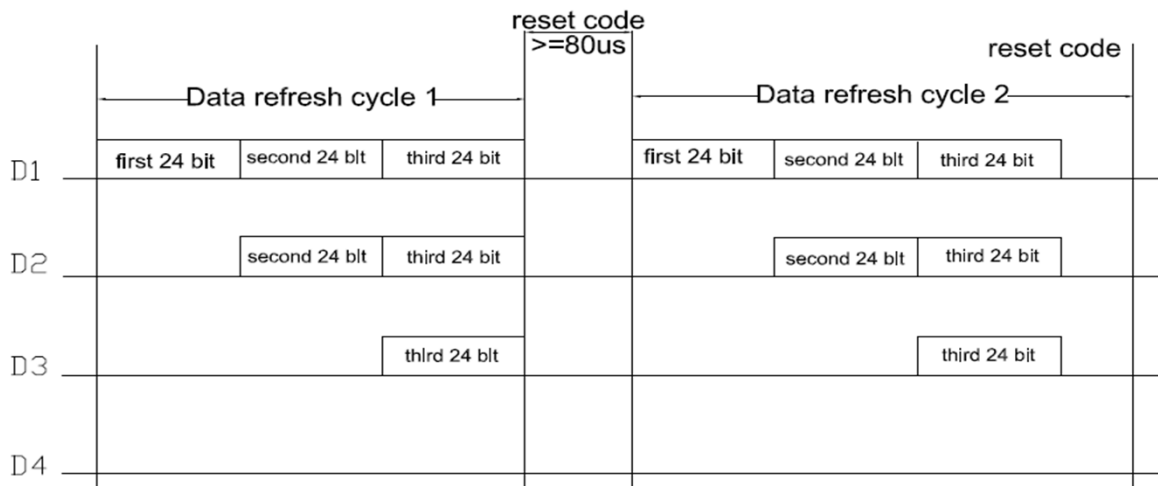 reset code
>=80us
reset code
Data refresh cycle 1
Data refresh cycle 2
D1 first 24 bit second 24 blt third 24 bit first 24 bit second 24 blt third 24 bit
D2 second 24 blt third 24 bit second 24 blt third 24 bit
D3 thlrd 24 blt third 24 bit
D4